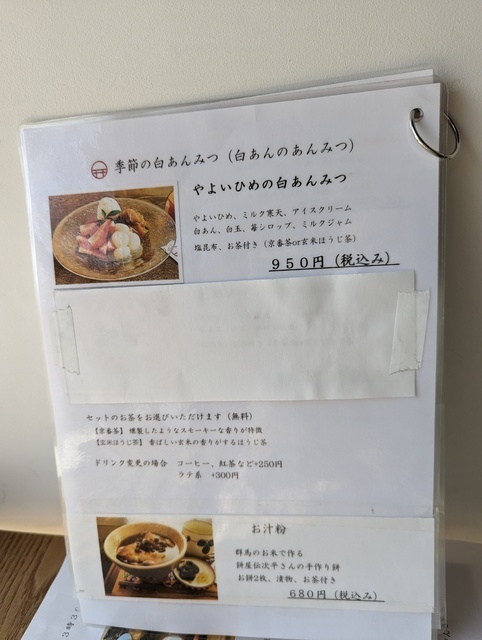 季節の白あんみつ（白あんのあんみつ）
やよいひめの白あんみつ
やよいひめ、ミルク寒天、アイスクリーム
白あん、白玉、苺シロップ、ミルクジャム
塩昆布、お茶付き（京番茶or玄米ほうじ茶）
950円（税込み）
セットのお茶をお選びいただけます（無料）
【京番茶】 燻製したようなスモーキーな香りが特徴
【玄米ほうじ茶】 香ばしい玄米の香りがするほうじ茶
ドリンク変更の場合　コーヒー、紅茶など+250円
ラテ系　+300円
お汁粉
群馬のお米で作る
餅屋伝次平さんの手作り餅
お餅2枚、漬物、お茶付き
680円（税込み）